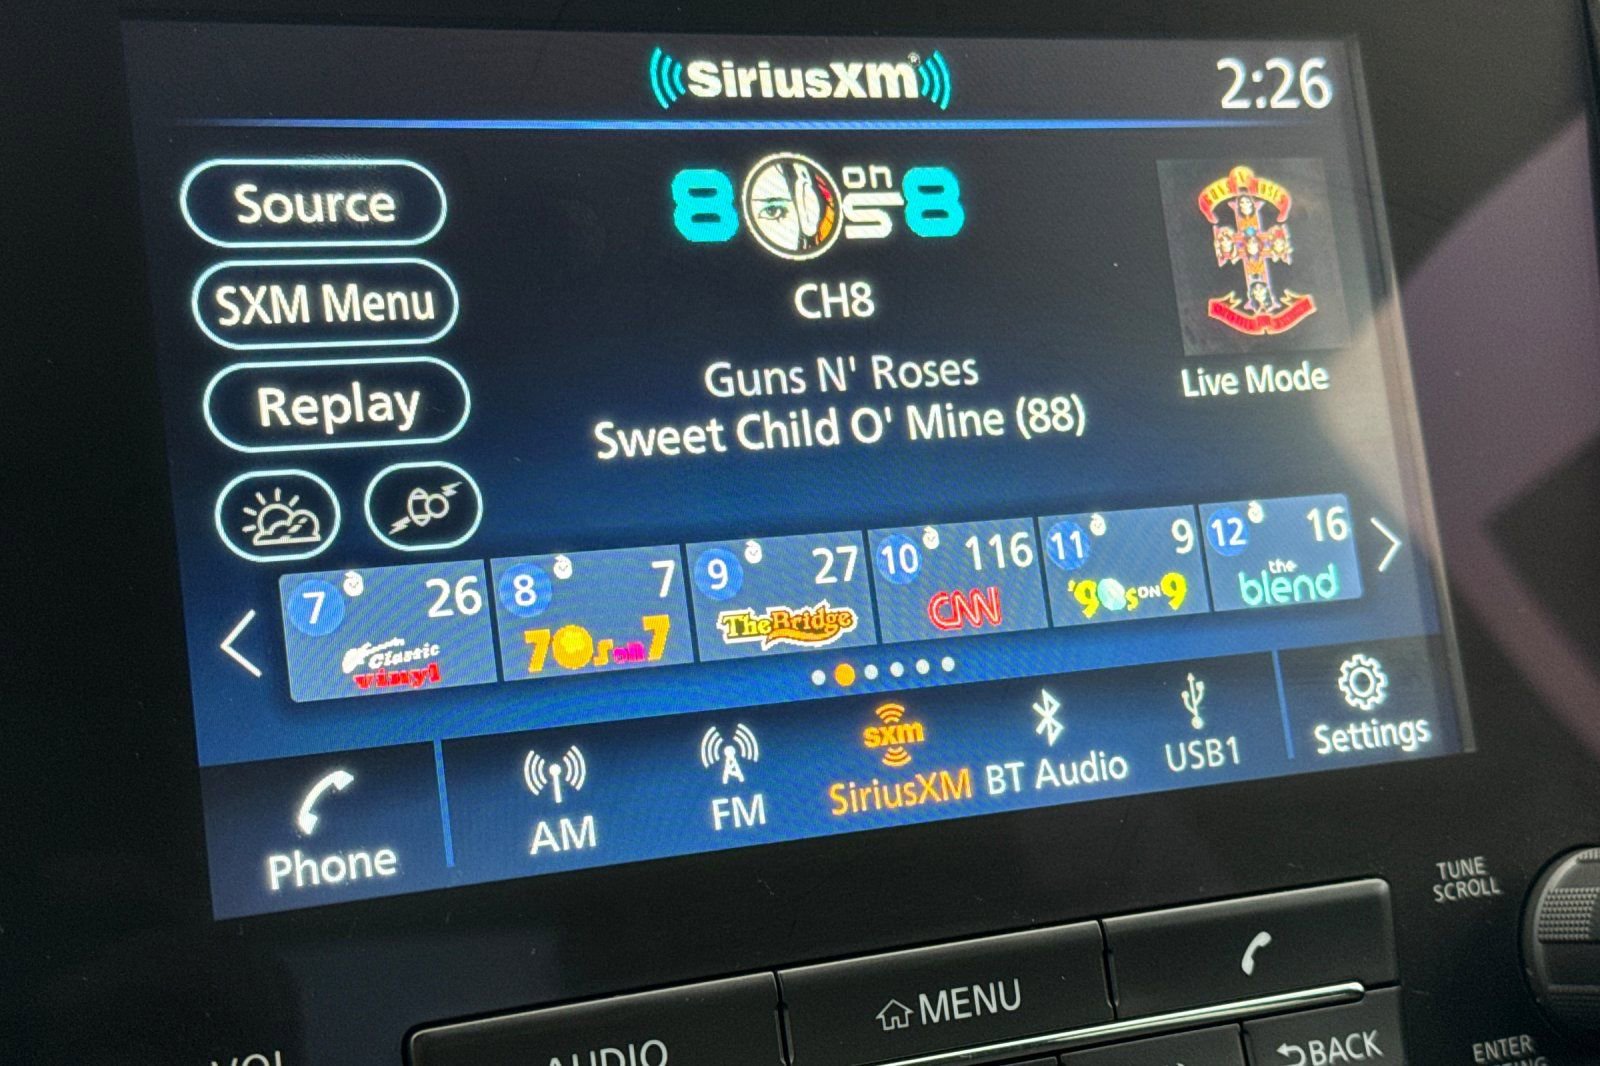 SiriusXM
2:26
Source
SXM Menu
Replay
80s on 8
CH8
Guns N' Roses
Sweet Child O' Mine (88)
GUNS N' ROSES
Live Mode
7 26
Classic
Vinyl
8 7
70s on 7
9 27
The Bridge
10 116
CNN
11 9
'90s ON 9
12 16
the
blend
Phone
AM
FM
sxm
SiriusXM
BT Audio
USB1
Settings
TUNE
SCROLL
VOL
AUDIO
MENU
BACK
ENTER